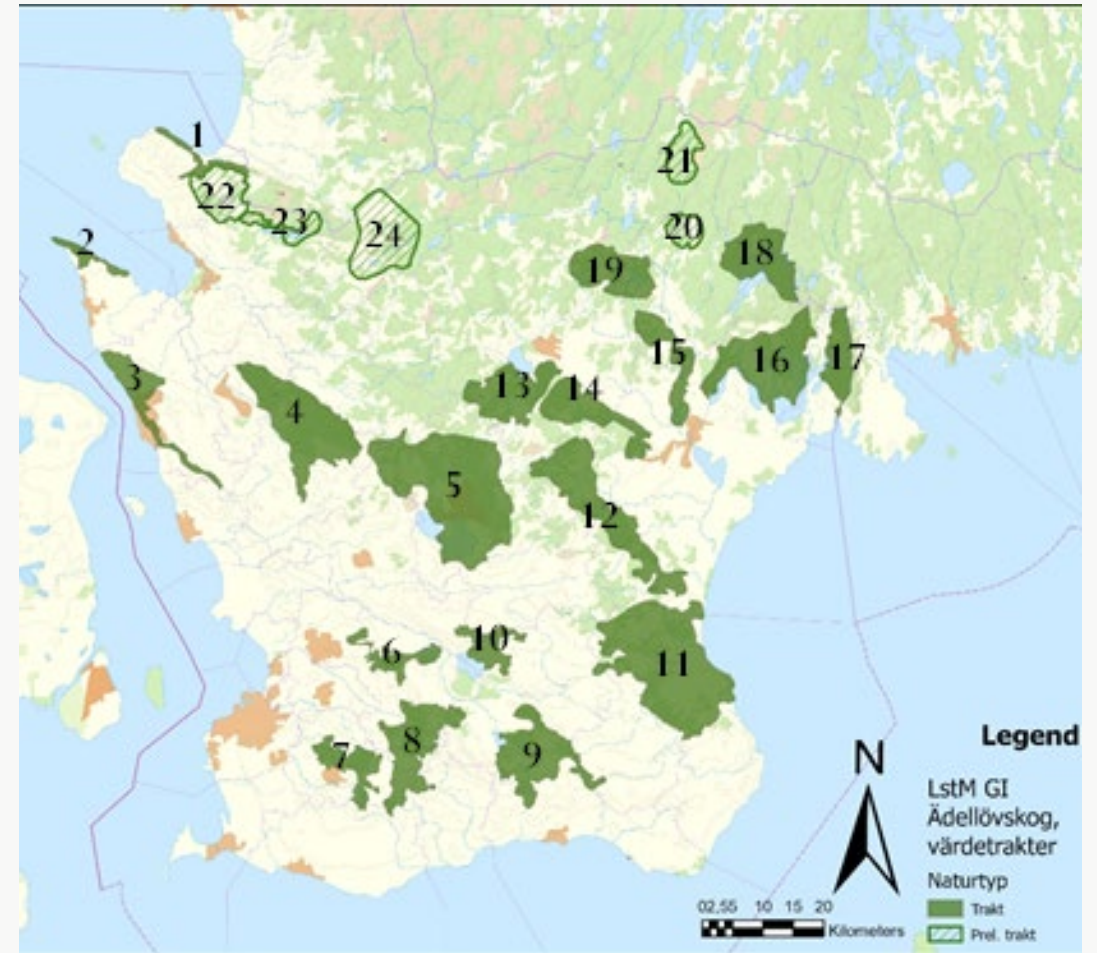 1
22
23
24
21
20
2
18
19
3
15
16
17
13
14
4
5
12
6
10
11
7
8
9
N
Legend
LstM GI
Ädellövskog,
värdetrakter
Naturtyp
Trakt
Prel. trakt
02,55 10 15 20
Kilometers